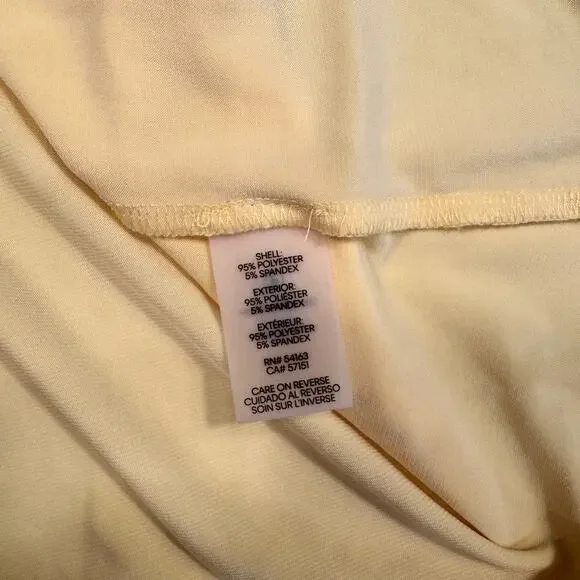 SHELL:
95% POLYESTER
5% SPANDEX
EXTERIOR:
95% POLIÉSTER
5% SPANDEX
EXTÉRIEUR:
95% POLYESTER
5% SPANDEX
RN# 54163
CA# 57151
CARE ON REVERSE
CUIDADO AL REVERSO
SOIN SUR L'INVERSE